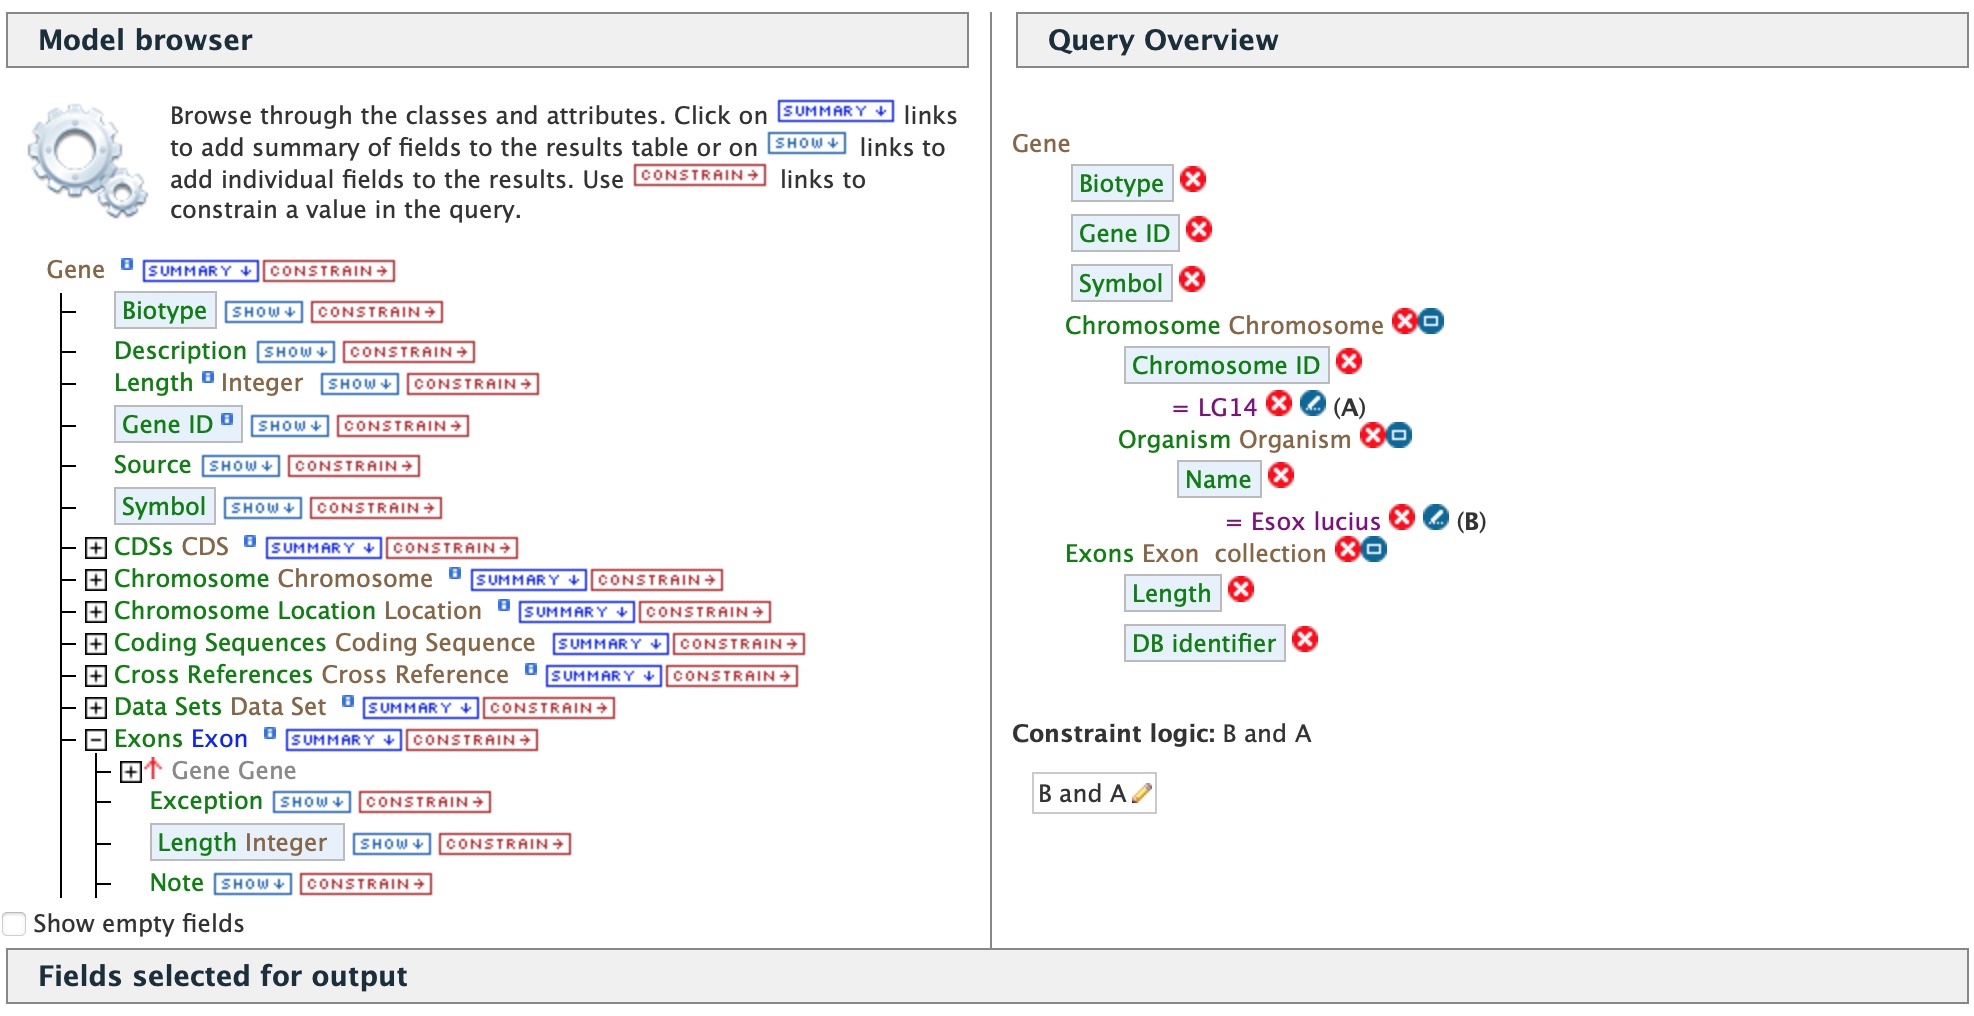 Model browser
Browse through the classes and attributes. Click on SUMMARY ↓ links
to add summary of fields to the results table or on SHOW ↓ links to
add individual fields to the results. Use CONSTRAIN → links to
constrain a value in the query.
Gene SUMMARY ↓ CONSTRAIN →
Biotype SHOW ↓ CONSTRAIN →
Description SHOW ↓ CONSTRAIN →
Length Integer SHOW ↓ CONSTRAIN →
Gene ID SHOW ↓ CONSTRAIN →
Source SHOW ↓ CONSTRAIN →
Symbol SHOW ↓ CONSTRAIN →
CDSs CDS SUMMARY ↓ CONSTRAIN →
Chromosome Chromosome SUMMARY ↓ CONSTRAIN →
Chromosome Location Location SUMMARY ↓ CONSTRAIN →
Coding Sequences Coding Sequence SUMMARY ↓ CONSTRAIN →
Cross References Cross Reference SUMMARY ↓ CONSTRAIN →
Data Sets Data Set SUMMARY ↓ CONSTRAIN →
Exons Exon SUMMARY ↓ CONSTRAIN →
Gene Gene
Exception SHOW ↓ CONSTRAIN →
Length Integer SHOW ↓ CONSTRAIN →
Note SHOW ↓ CONSTRAIN →
Show empty fields
Query Overview
Gene
Biotype
Gene ID
Symbol
Chromosome Chromosome
Chromosome ID
= LG14 (A)
Organism Organism
Name
= Esox lucius (B)
Exons Exon collection
Length
DB identifier
Constraint logic: B and A
B and A
Fields selected for output